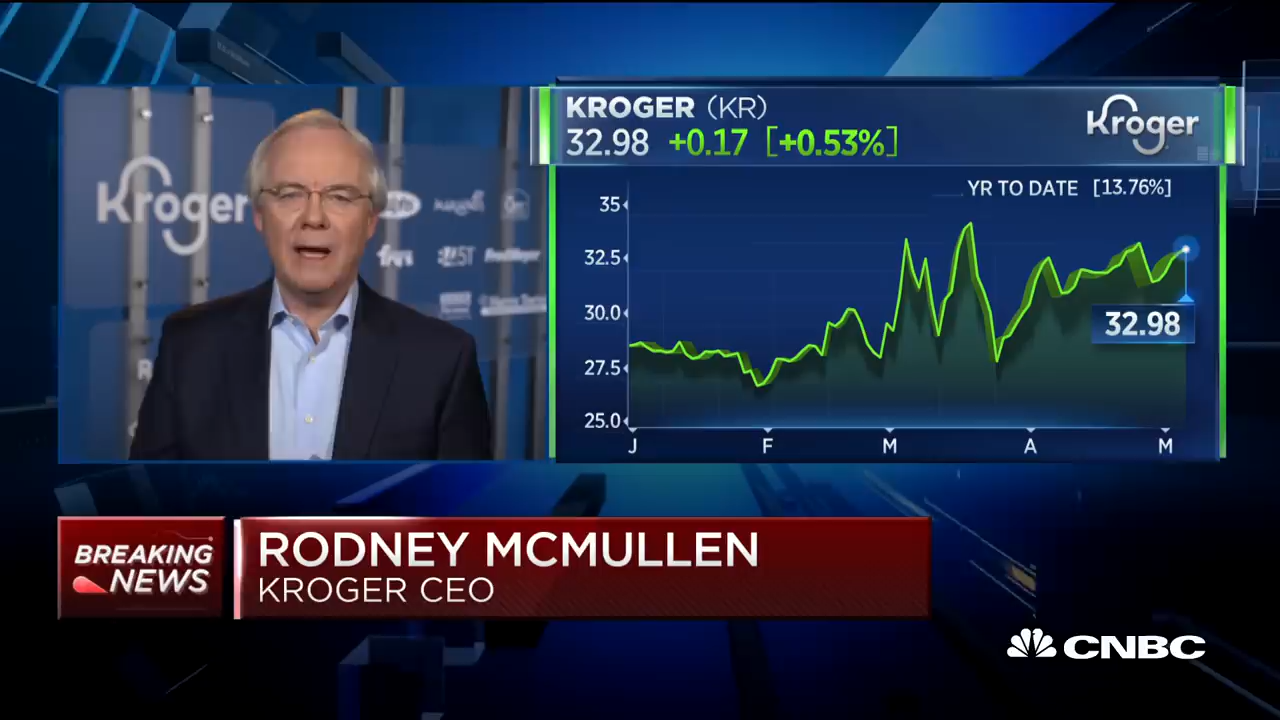 Kroger
KROGER (KR)
32.98 +0.17 [+0.53%]
Kroger
YR TO DATE [13.76%]
35
32.5
30.0
27.5
25.0
32.98
J F M A M
BREAKING
NEWS
RODNEY MCMULLEN
KROGER CEO
CNBC